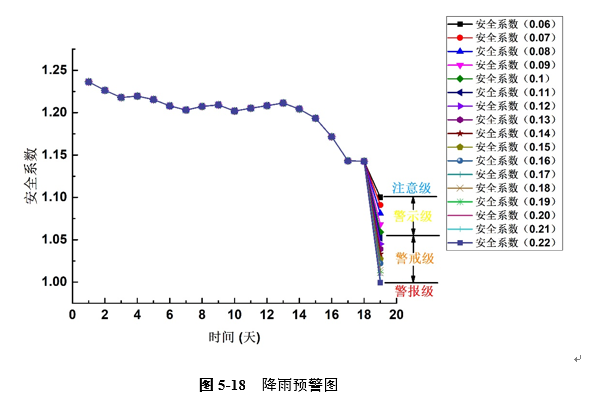 安全系数（0.06）
安全系数（0.07）
安全系数（0.08）
安全系数（0.09）
安全系数（0.1）
安全系数（0.11）
安全系数（0.12）
安全系数（0.13）
安全系数（0.14）
安全系数（0.15）
安全系数（0.16）
安全系数（0.17）
安全系数（0.18）
安全系数（0.19）
安全系数（0.20）
安全系数（0.21）
安全系数（0.22）
安全系数
1.25
1.20
1.15
1.10
1.05
1.00
注意级
警示级
警戒级
警报级
0 2 4 6 8 10 12 14 16 18 20
时间 (天)
图 5-18 降雨预警图